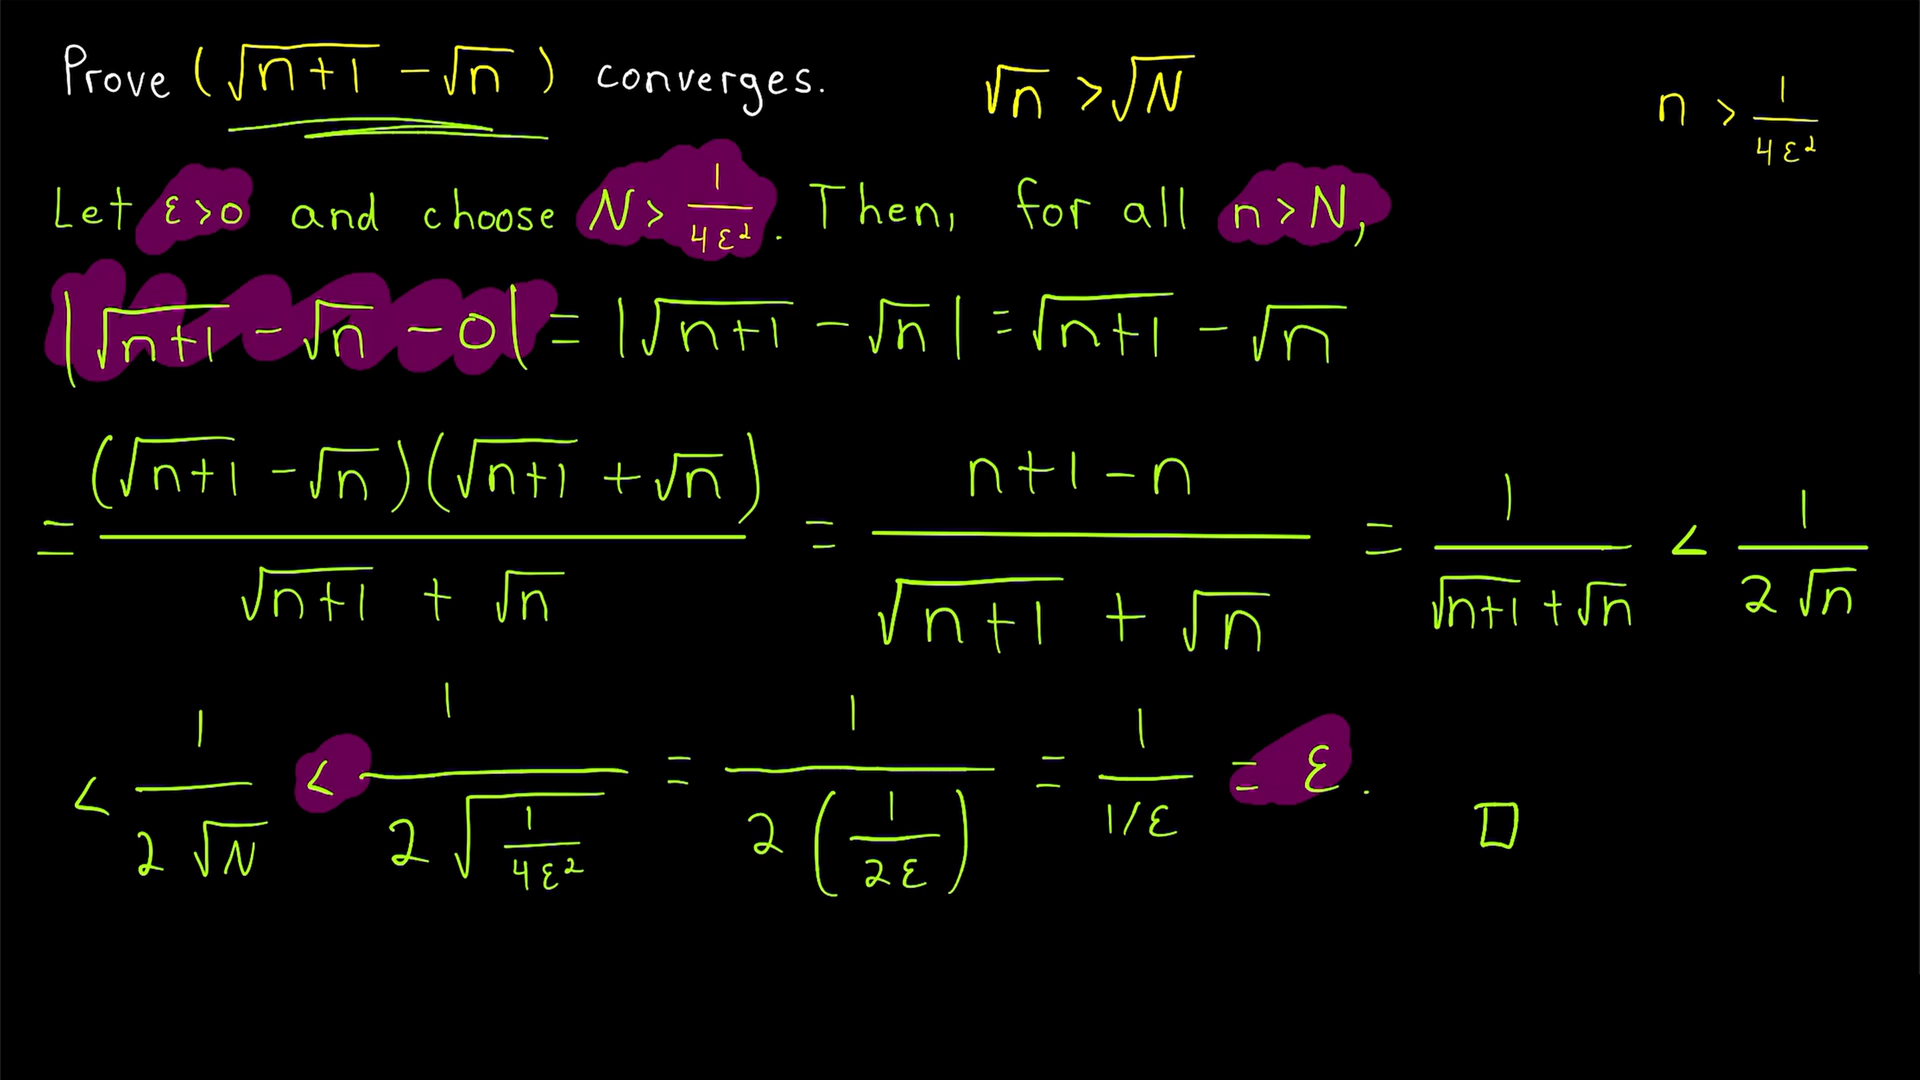 Prove (√(n+1) - √n) converges. √n > √N n > 1/(4ε²)
Let ε>0 and choose N > 1/(4ε²). Then, for all n>N,
|√(n+1) - √n - 0| = |√(n+1) - √n| = √(n+1) - √n
= ((√(n+1) - √n)(√(n+1) + √n))/(√(n+1) + √n) = (n+1-n)/(√(n+1) + √n) = 1/(√(n+1) + √n) < 1/(2√n)
< 1/(2√N) < 1/(2√(1/(4ε²))) = 1/(2(1/(2ε))) = 1/(1/ε) = ε. □